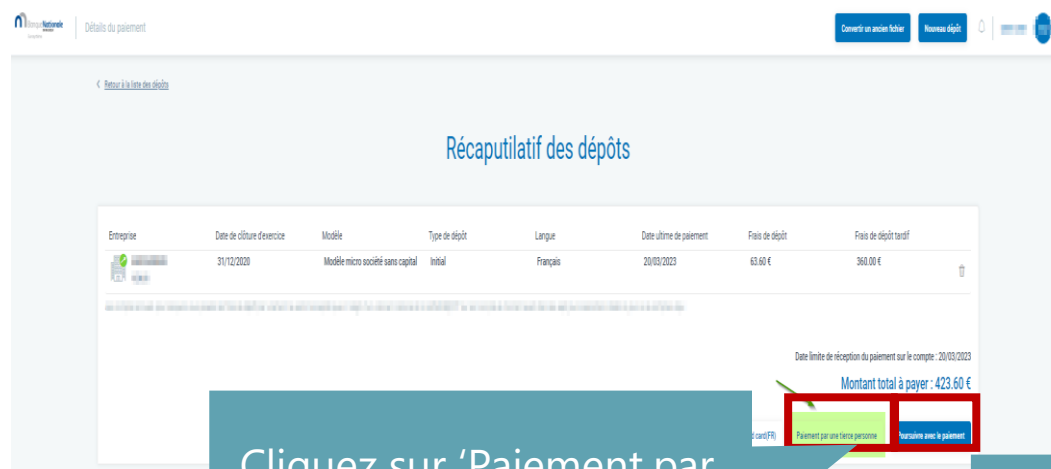 Banque Nationale
Détails du paiement
Convertir un ancien fichier
Nouveau dépôt
Retour à la liste des dépôts
Récaputilatif des dépôts
Entreprise Date de clôture d'exercice Modèle Type de dépôt Langue Date ultime de paiement Frais de dépôt Frais de dépôt tardif
31/12/2020 Modèle micro société sans capital Initial Français 20/03/2023 63.60 € 360.00 €
Date limite de réception du paiement sur le compte : 20/03/2023
Montant total à payer : 423.60 €
card(FR) Paiement par une tierce personne Poursuivre avec le paiement
Cliquez sur 'Paiement par